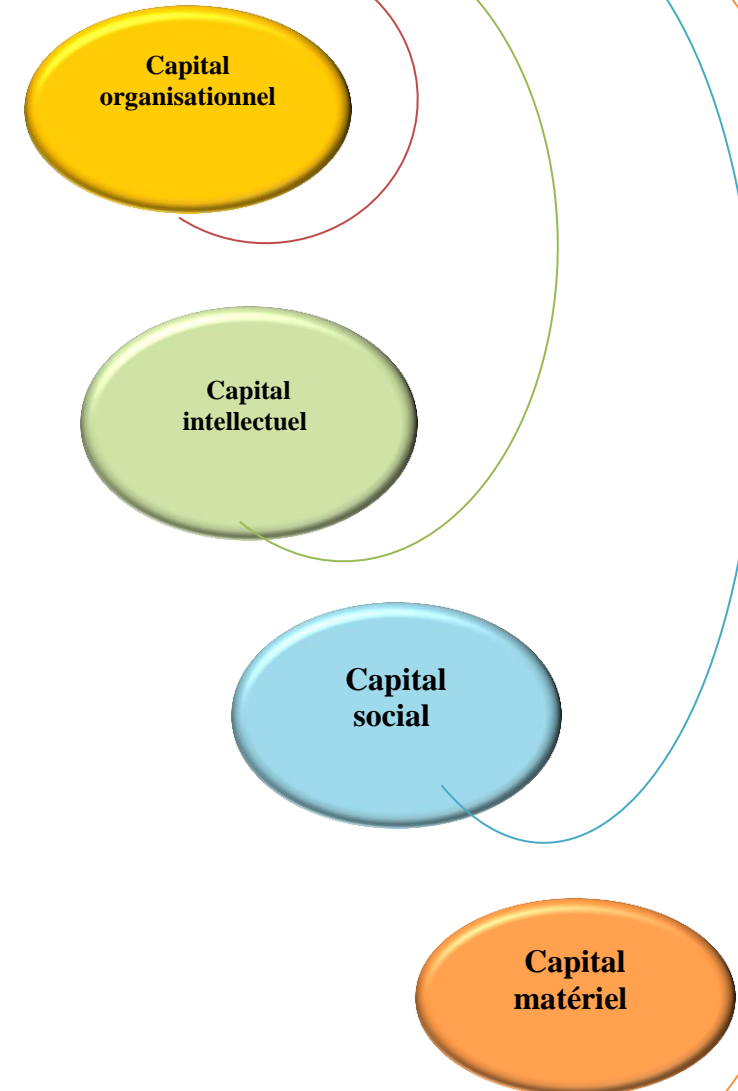 Capital
organisationnel
Capital
intellectuel
Capital
social
Capital
matériel